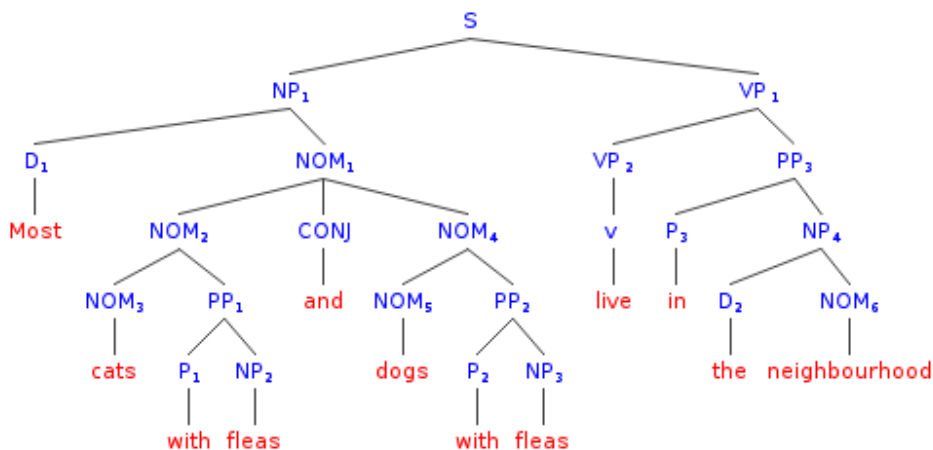 S
NP₁ VP₁
D₁ NOM₁ VP₂ PP₃
Most NOM₂ CONJ NOM₄ v P₃ NP₄
NOM₃ PP₁ and NOM₅ PP₂ live in D₂ NOM₆
cats P₁ NP₂ dogs P₂ NP₃ the neighbourhood
with fleas with fleas